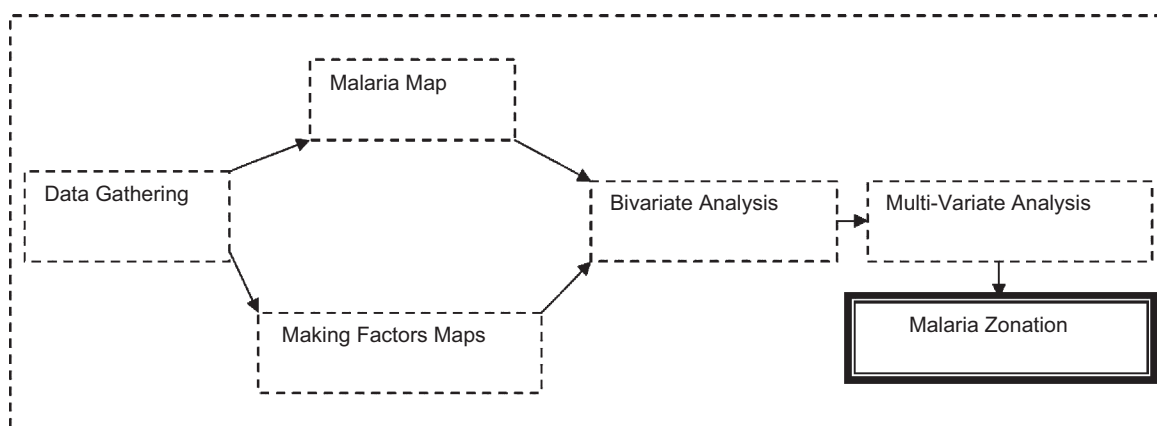 Malaria Map
Data Gathering
Bivariate Analysis
Multi-Variate Analysis
Making Factors Maps
Malaria Zonation